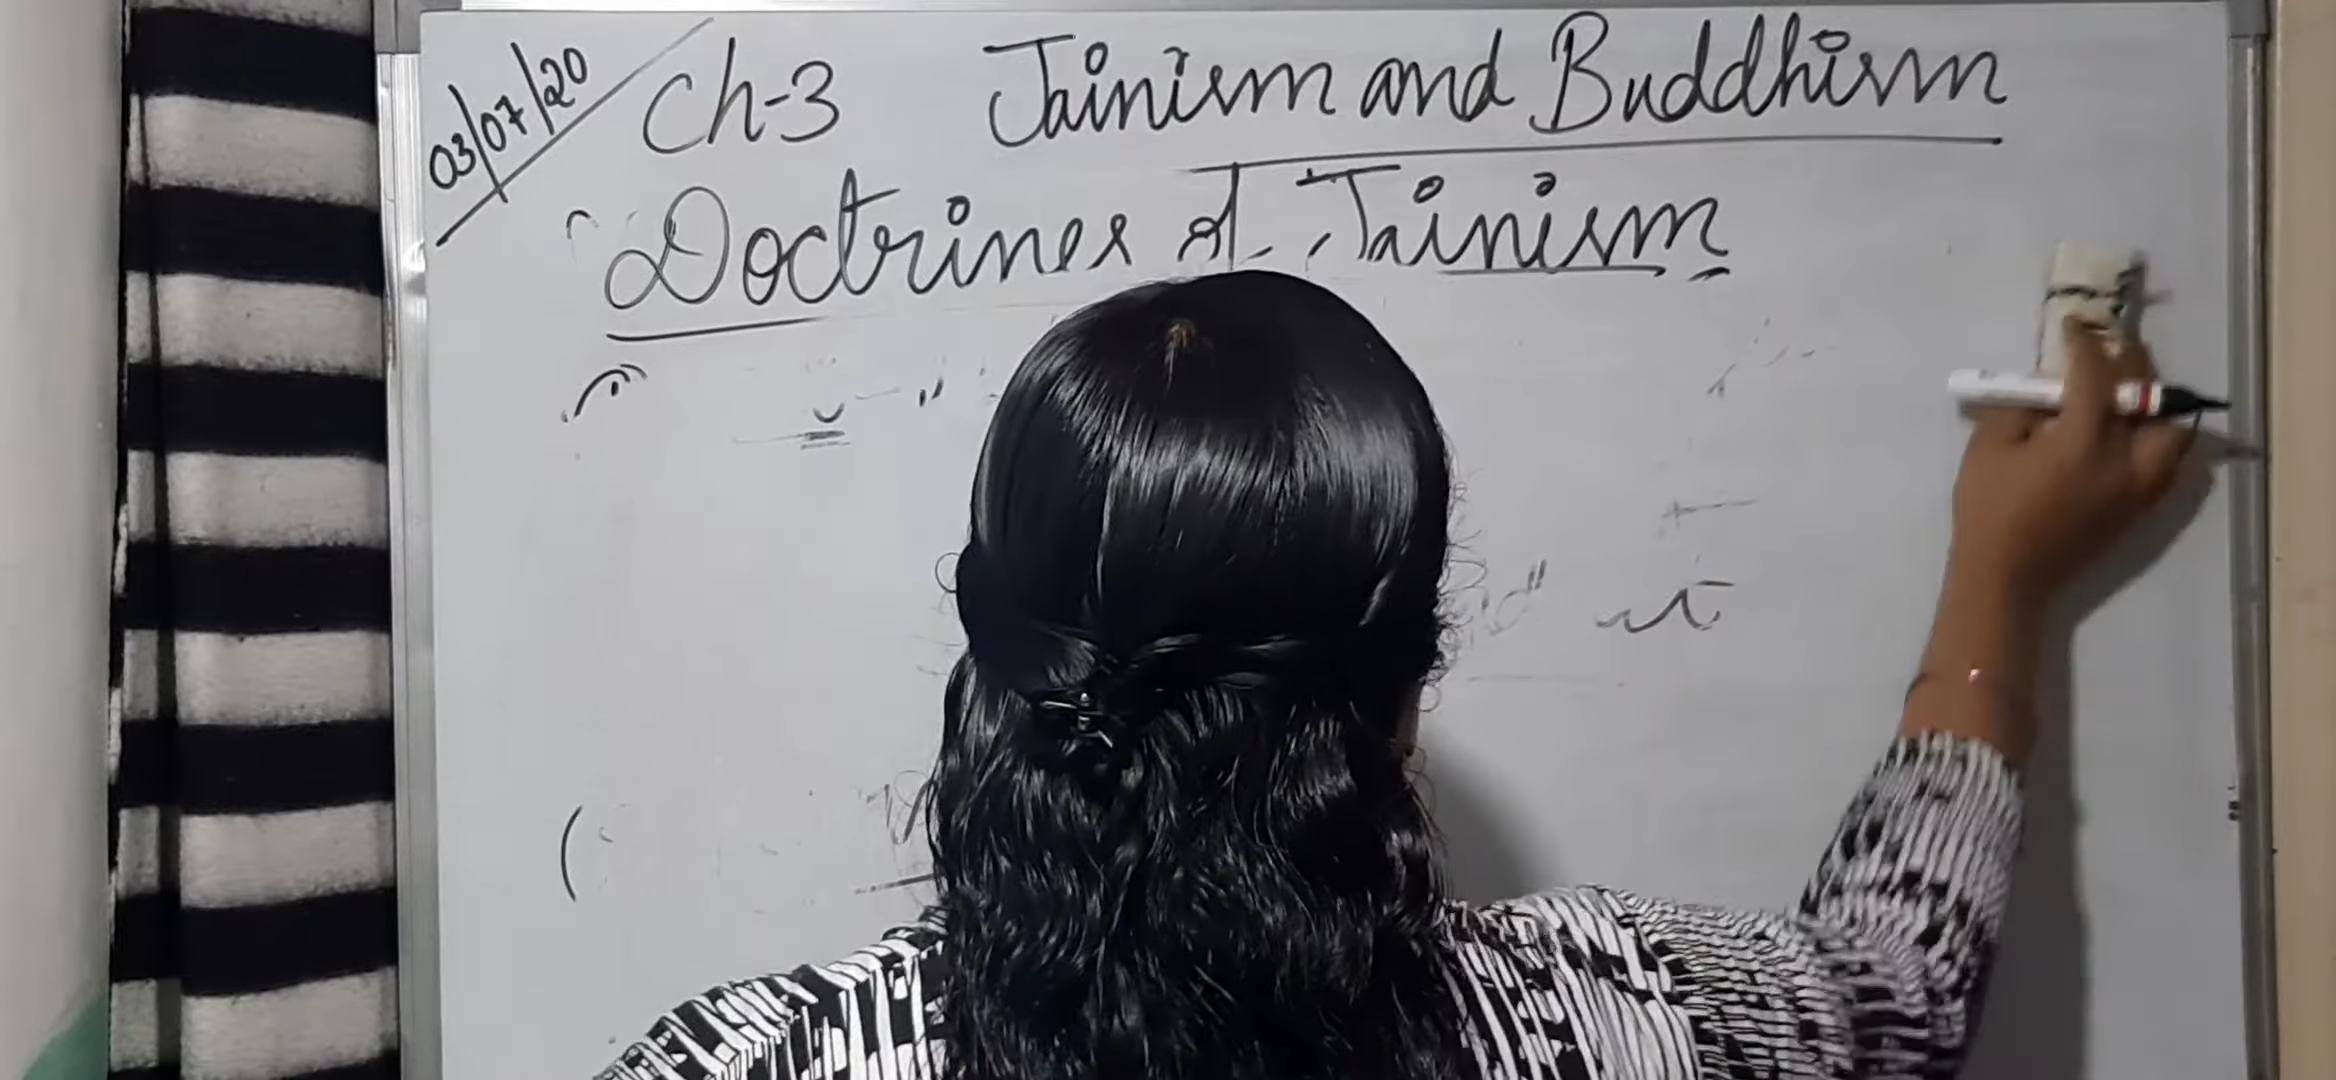 03/07/20
Ch-3 Jainism and Buddhism
Doctrines of Jainism